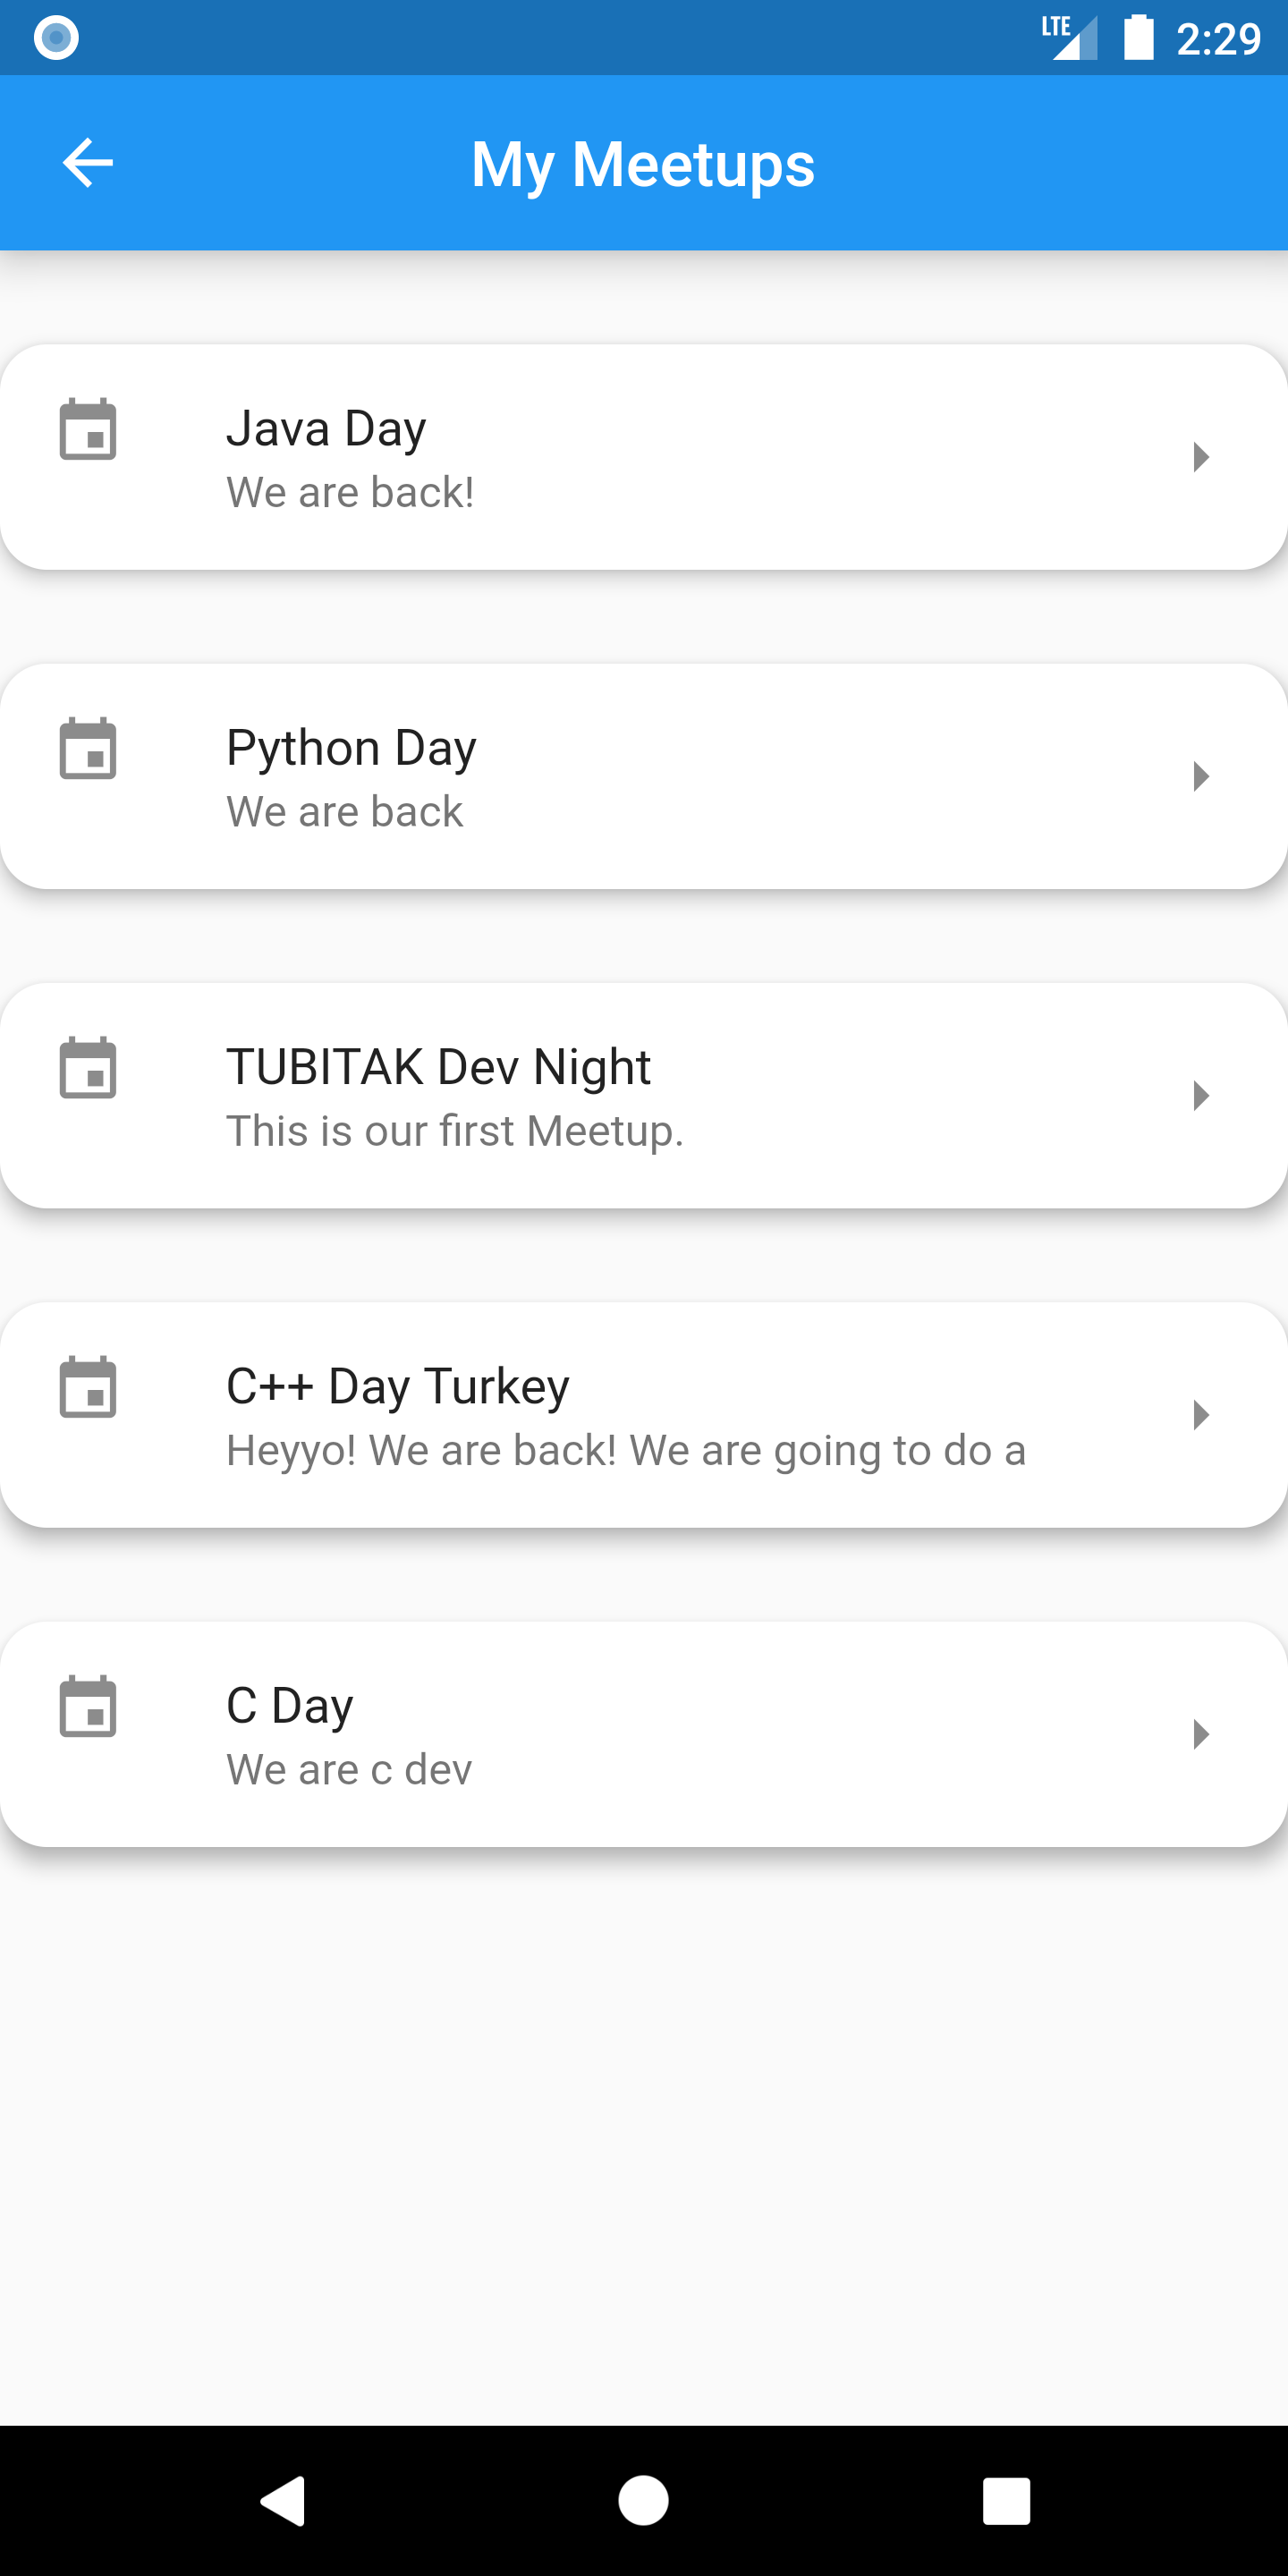 LTE 2:29
My Meetups
Java Day
We are back!
Python Day
We are back
TUBITAK Dev Night
This is our first Meetup.
C++ Day Turkey
Heyyo! We are back! We are going to do a
C Day
We are c dev